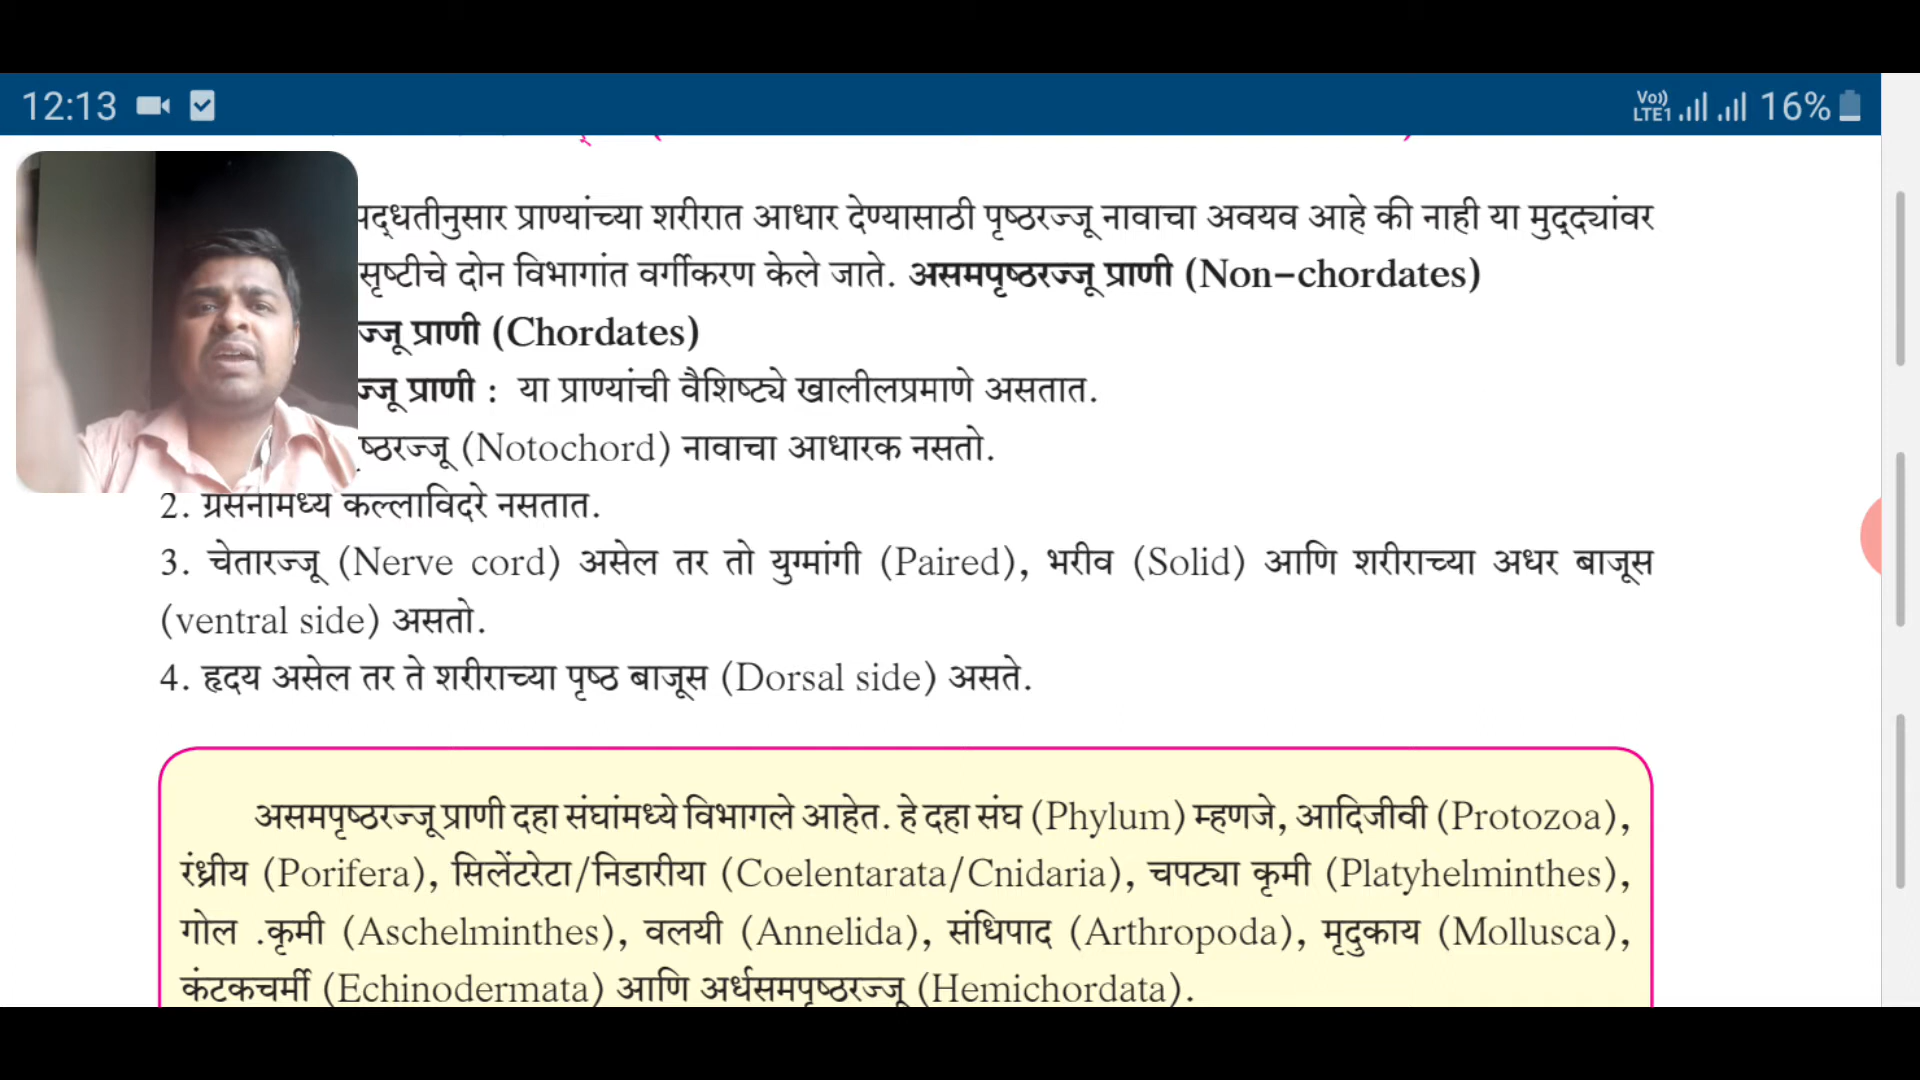 12:13
Vo)) LTE1 16%
पद्धतीनुसार प्राण्यांच्या शरीरात आधार देण्यासाठी पृष्ठरज्जू नावाचा अवयव आहे की नाही या मुद्द्यांवर
सृष्टीचे दोन विभागांत वर्गीकरण केले जाते. असमपृष्ठरज्जू प्राणी (Non-chordates)
ज्जू प्राणी (Chordates)
ज्जू प्राणी : या प्राण्यांची वैशिष्ट्ये खालीलप्रमाणे असतात.
ष्ठरज्जू (Notochord) नावाचा आधारक नसतो.
2. ग्रसनीमध्ये कल्लाविदरे नसतात.
3. चेतारज्जू (Nerve cord) असेल तर तो युग्मांगी (Paired), भरीव (Solid) आणि शरीराच्या अधर बाजूस
(ventral side) असतो.
4. हृदय असेल तर ते शरीराच्या पृष्ठ बाजूस (Dorsal side) असते.
असमपृष्ठरज्जू प्राणी दहा संघांमध्ये विभागले आहेत. हे दहा संघ (Phylum) म्हणजे, आदिजीवी (Protozoa),
रंध्रीय (Porifera), सिलेंटरेटा/निडारीया (Coelentarata/Cnidaria), चपट्या कृमी (Platyhelminthes),
गोल .कृमी (Aschelminthes), वलयी (Annelida), संधिपाद (Arthropoda), मृदुकाय (Mollusca),
कंटकचर्मी (Echinodermata) आणि अर्धसमपृष्ठरज्जू (Hemichordata).